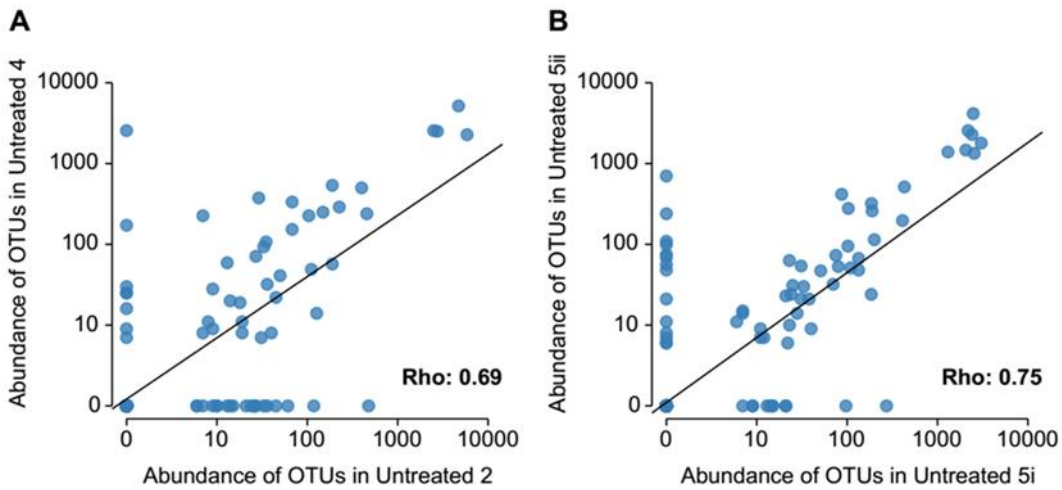 A
Abundance of OTUs in Untreated 4
10000
1000
100
10
0
Rho: 0.69
0
10
100
1000
10000
Abundance of OTUs in Untreated 2
B
Abundance of OTUs in Untreated 5ii
10000
1000
100
10
0
Rho: 0.75
0
10
100
1000
10000
Abundance of OTUs in Untreated 5i